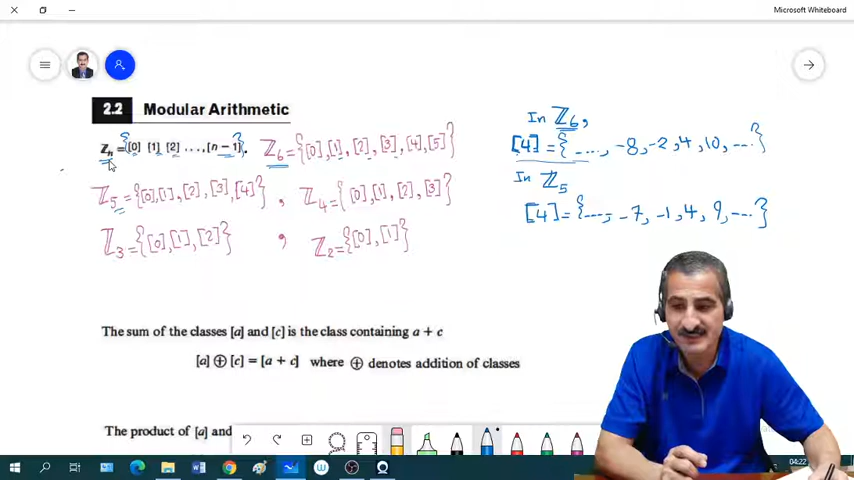 Microsoft Whiteboard
2.2 Modular Arithmetic
ℤn = {[0] [1] [2] ..., [n − 1]}.
ℤ6 = {[0], [1], [2], [3], [4], [5]}
ℤ5 = {[0], [1], [2], [3], [4]} , ℤ4 = {[0], [1], [2], [3]}
ℤ3 = {[0], [1], [2]} , ℤ2 = {[0], [1]}
In ℤ6,
[4] = {...., -8, -2, 4, 10, ....}
In ℤ5
[4] = {...., -7, -1, 4, 9, ....}
The sum of the classes [a] and [c] is the class containing a + c
[a] ⊕ [c] = [a + c] where ⊕ denotes addition of classes
The product of [a] and
04:22